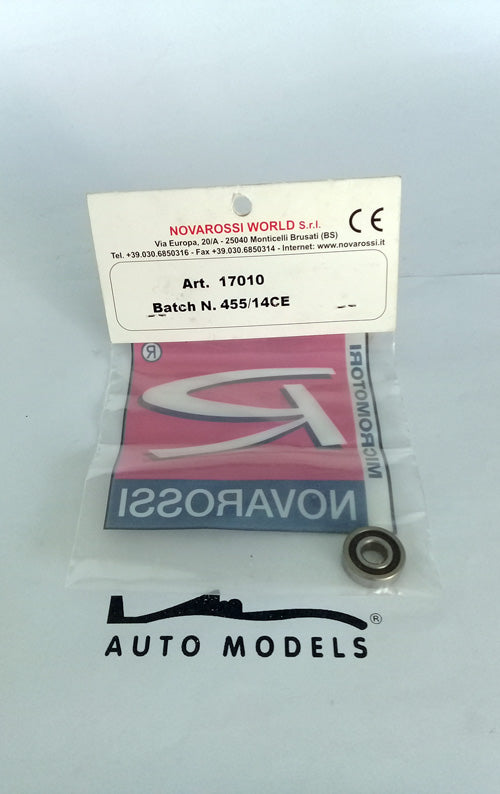 NOVAROSSI WORLD S.r.l.
Via Europa, 20/A - 25040 Monticelli Brusati (BS)
Tel. +39.030.6850316 - Fax +39.030.6850314 - Internet: www.novarossi.it
CE
Art. 17010
Batch N. 455/14CE
®
MICROMOTORI
NOVAROSSI
®
AUTO MODELS